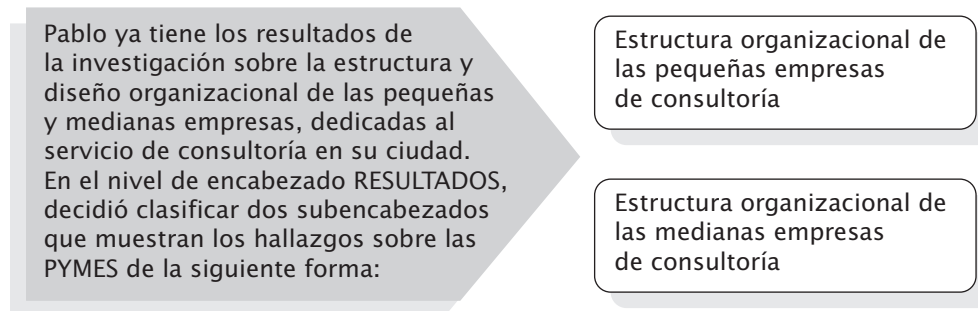 Pablo ya tiene los resultados de
la investigación sobre la estructura y
diseño organizacional de las pequeñas
y medianas empresas, dedicadas al
servicio de consultoría en su ciudad.
En el nivel de encabezado RESULTADOS,
decidió clasificar dos subencabezados
que muestran los hallazgos sobre las
PYMES de la siguiente forma:
Estructura organizacional de
las pequeñas empresas
de consultoría
Estructura organizacional de
las medianas empresas
de consultoría